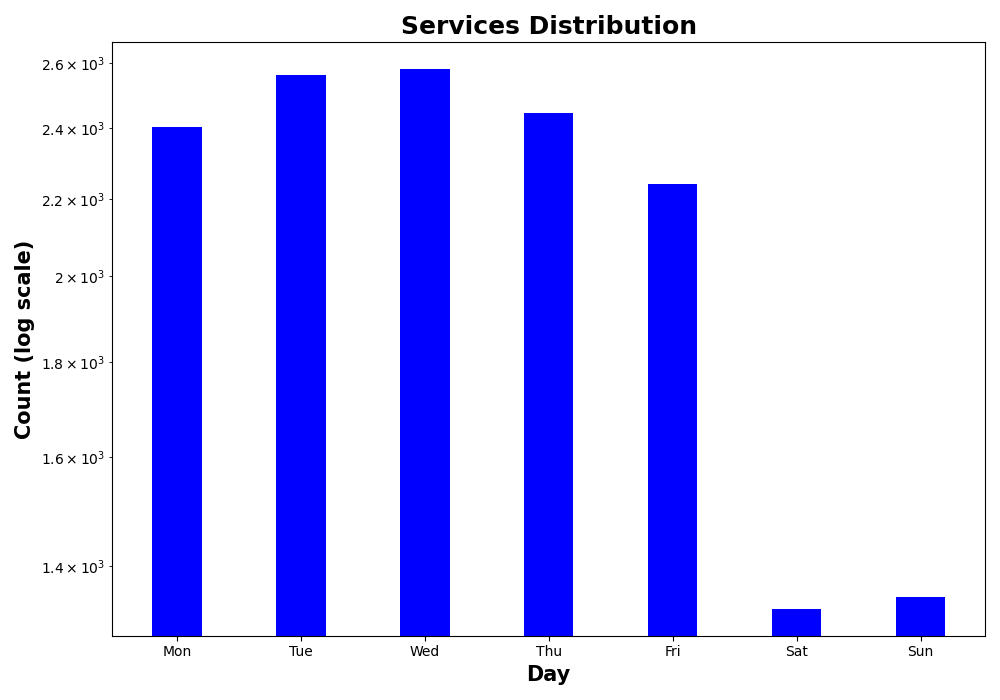 Services Distribution
Count (log scale)
2.6 × 10³
2.4 × 10³
2.2 × 10³
2 × 10³
1.8 × 10³
1.6 × 10³
1.4 × 10³
Mon Tue Wed Thu Fri Sat Sun
Day